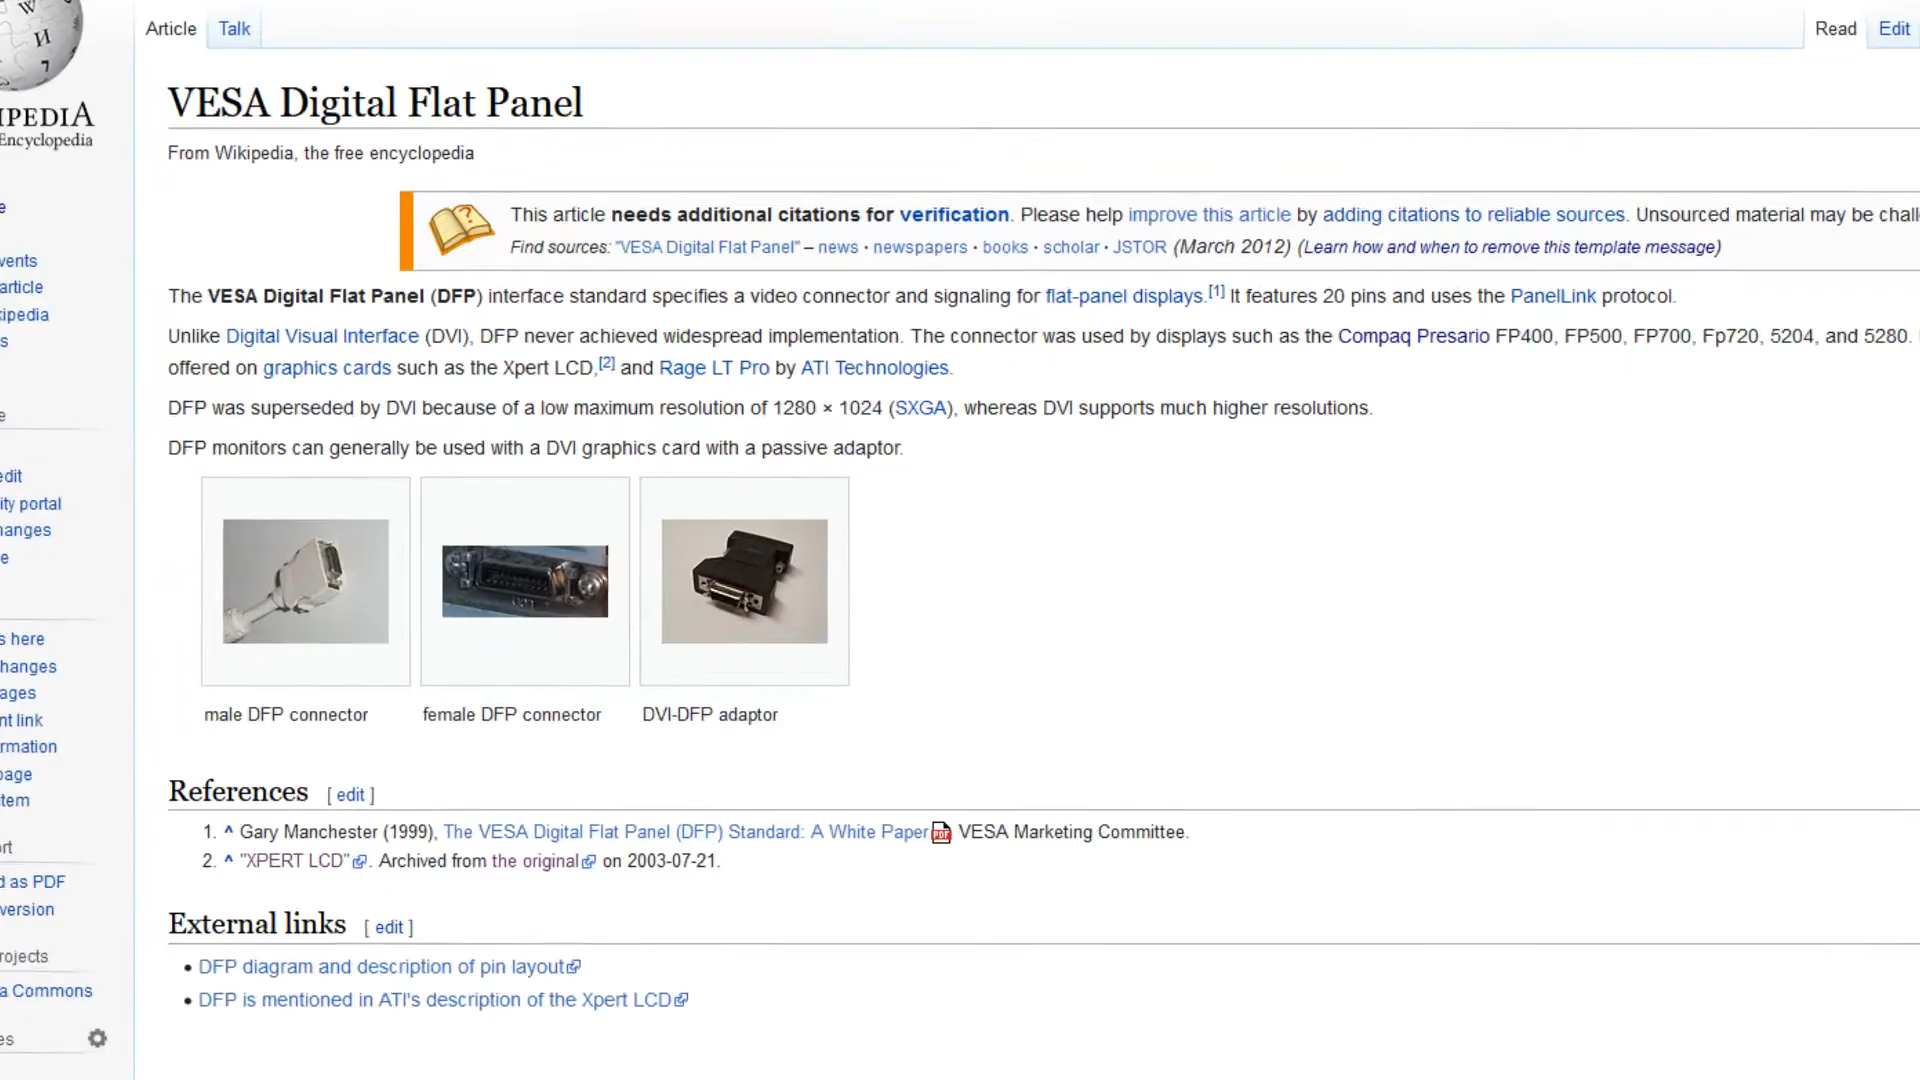 Article Talk Read Edit
VESA Digital Flat Panel
IPEDIA
Encyclopedia
From Wikipedia, the free encyclopedia
This article needs additional citations for verification. Please help improve this article by adding citations to reliable sources. Unsourced material may be chall
Find sources: "VESA Digital Flat Panel" – news · newspapers · books · scholar · JSTOR (March 2012) (Learn how and when to remove this template message)
The VESA Digital Flat Panel (DFP) interface standard specifies a video connector and signaling for flat-panel displays.[1] It features 20 pins and uses the PanelLink protocol.
Unlike Digital Visual Interface (DVI), DFP never achieved widespread implementation. The connector was used by displays such as the Compaq Presario FP400, FP500, FP700, Fp720, 5204, and 5280.
offered on graphics cards such as the Xpert LCD,[2] and Rage LT Pro by ATI Technologies.
DFP was superseded by DVI because of a low maximum resolution of 1280 × 1024 (SXGA), whereas DVI supports much higher resolutions.
DFP monitors can generally be used with a DVI graphics card with a passive adaptor.
male DFP connector female DFP connector DVI-DFP adaptor
References [ edit ]
1. ^ Gary Manchester (1999), The VESA Digital Flat Panel (DFP) Standard: A White Paper VESA Marketing Committee.
2. ^ "XPERT LCD". Archived from the original on 2003-07-21.
External links [ edit ]
• DFP diagram and description of pin layout
• DFP is mentioned in ATI's description of the Xpert LCD
e
vents
article
ipedia
s
e
edit
ity portal
hanges
e
s here
hanges
ages
nt link
rmation
page
tem
rt
d as PDF
version
rojects
a Commons
es